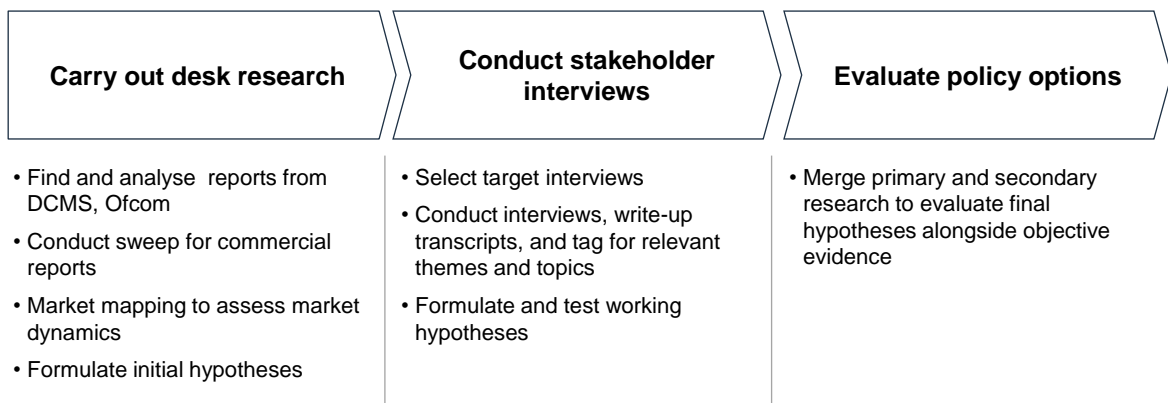 Carry out desk research
Conduct stakeholder
interviews
Evaluate policy options
• Find and analyse  reports from
DCMS, Ofcom
• Conduct sweep for commercial
reports
• Market mapping to assess market
dynamics
• Formulate initial hypotheses
• Select target interviews
• Conduct interviews, write-up
transcripts, and tag for relevant
themes and topics
• Formulate and test working
hypotheses
• Merge primary and secondary
research to evaluate final
hypotheses alongside objective
evidence